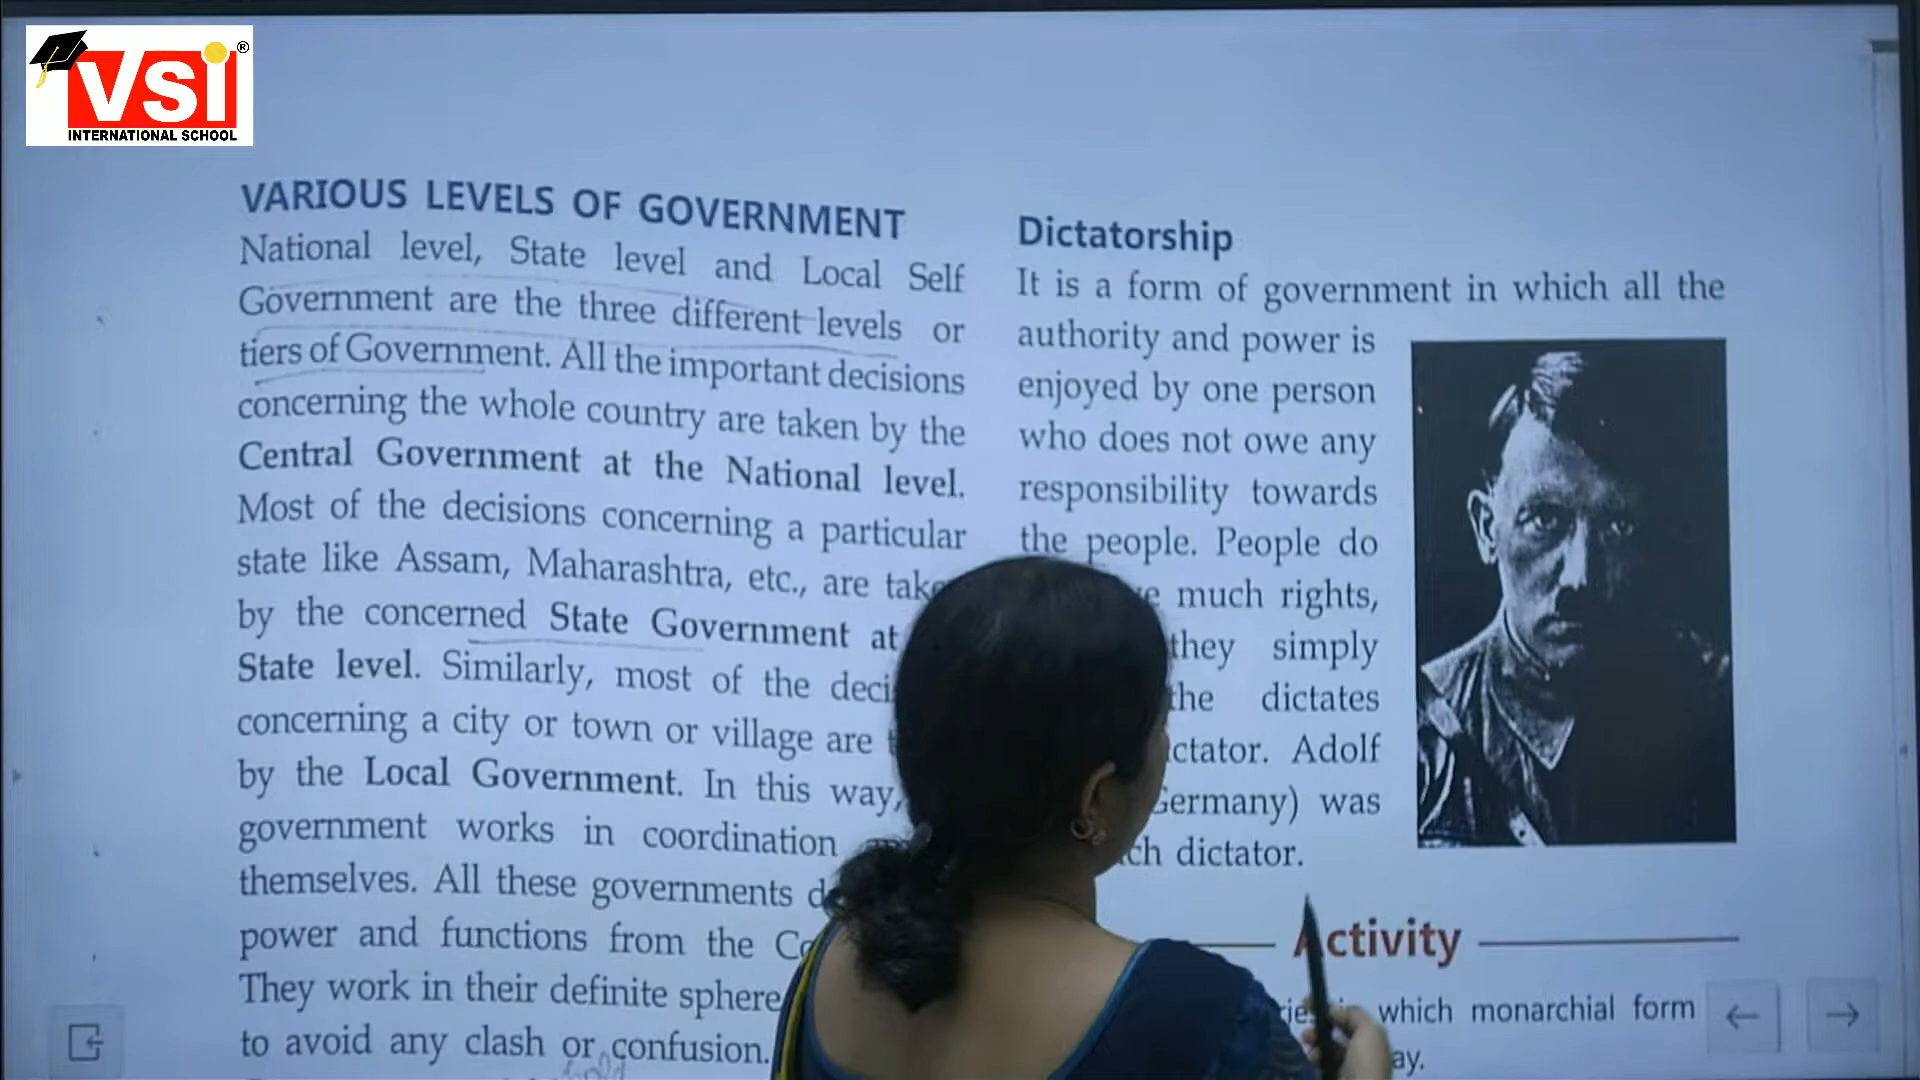 VSI ®
INTERNATIONAL SCHOOL
VARIOUS LEVELS OF GOVERNMENT
National level, State level and Local Self
Government are the three different levels or
tiers of Government. All the important decisions
concerning the whole country are taken by the
Central Government at the National level.
Most of the decisions concerning a particular
state like Assam, Maharashtra, etc., are
by the concerned State Government at
State level. Similarly, most of the
concerning a city or town or village are
by the Local Government. In this way,
government works in coordination
themselves. All these governments
power and functions from the
They work in their definite sphere
to avoid any clash or confusion.
Dictatorship
It is a form of government in which all the
authority and power is
enjoyed by one person
who does not owe any
responsibility towards
the people. People do
much rights,
they simply
the dictates
Adolf
Germany) was
dictator.
Activity
which monarchial form